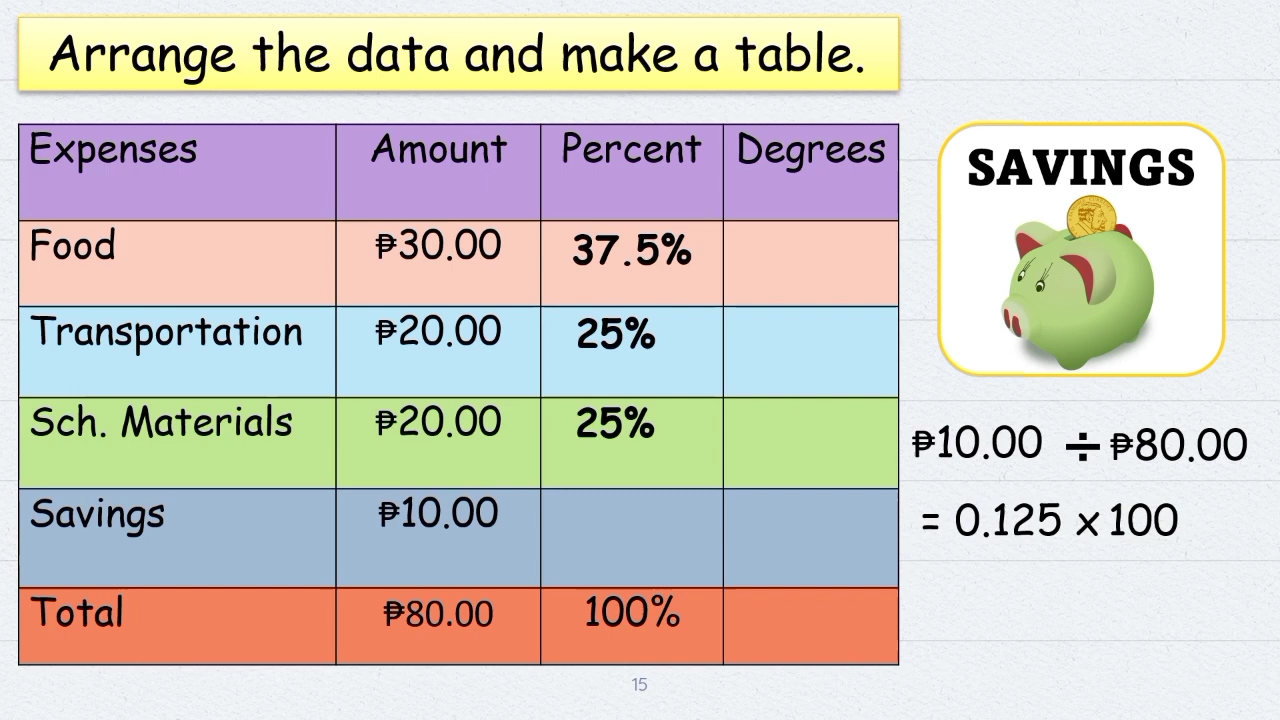 Arrange the data and make a table.
Expenses Amount Percent Degrees
Food ₱30.00 37.5%
Transportation ₱20.00 25%
Sch. Materials ₱20.00 25%
Savings ₱10.00
Total ₱80.00 100%
SAVINGS
₱10.00 ÷ ₱80.00
= 0.125 x 100
15